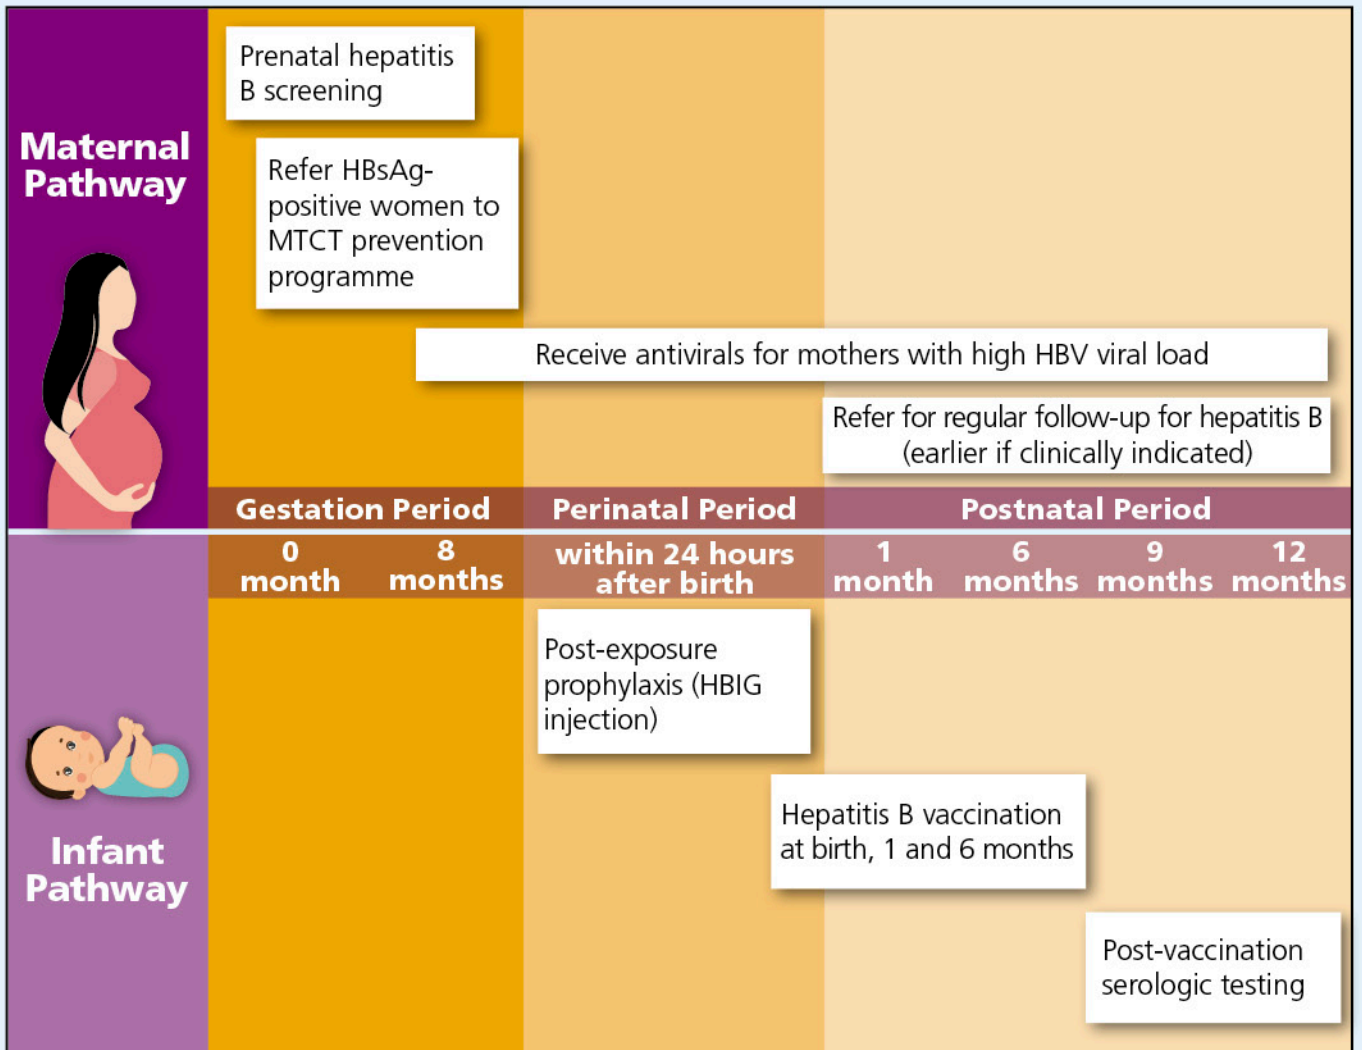 Maternal
Pathway
Prenatal hepatitis
B screening
Refer HBsAg-
positive women to
MTCT prevention
programme
Receive antivirals for mothers with high HBV viral load
Refer for regular follow-up for hepatitis B
(earlier if clinically indicated)
Gestation Period
Perinatal Period
Postnatal Period
0
month
8
months
within 24 hours
after birth
1
month
6
months
9
months
12
months
Infant
Pathway
Post-exposure
prophylaxis (HBIG
injection)
Hepatitis B vaccination
at birth, 1 and 6 months
Post-vaccination
serologic testing